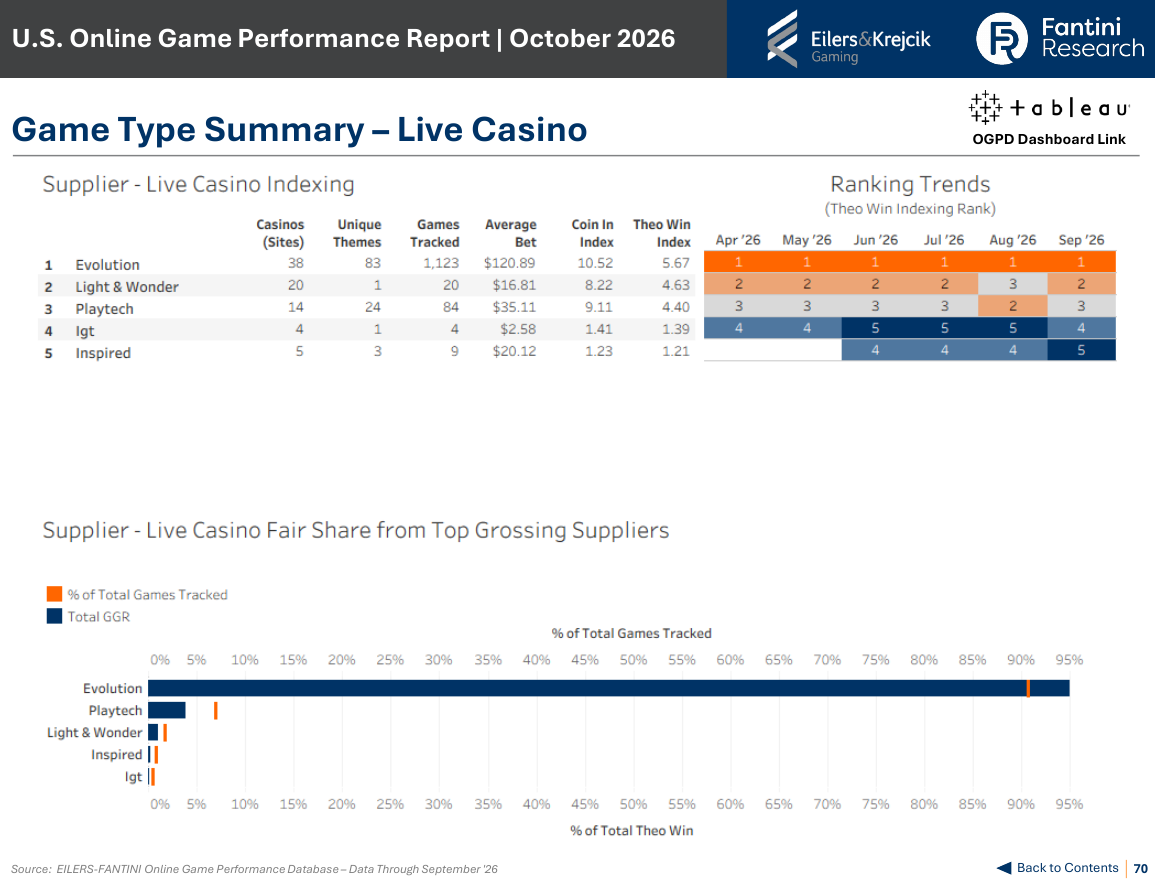 U.S. Online Game Performance Report | October 2026
Eilers&Krejcik
Gaming
Fantini
Research
Game Type Summary – Live Casino
+ a b l e a u
OGPD Dashboard Link
Supplier - Live Casino Indexing
Ranking Trends
(Theo Win Indexing Rank)
Casinos (Sites) Unique Themes Games Tracked Average Bet Coin In Index Theo Win Index Apr '26 May '26 Jun '26 Jul '26 Aug '26 Sep '26
1 Evolution 38 83 1,123 $120.89 10.52 5.67 1 1 1 1 1 1
2 Light & Wonder 20 1 20 $16.81 8.22 4.63 2 2 2 2 3 2
3 Playtech 14 24 84 $35.11 9.11 4.40 3 3 3 3 2 3
4 Igt 4 1 4 $2.58 1.41 1.39 4 4 5 5 5 4
5 Inspired 5 3 9 $20.12 1.23 1.21 4 4 4 5
Supplier - Live Casino Fair Share from Top Grossing Suppliers
% of Total Games Tracked
Total GGR
% of Total Games Tracked
0% 5% 10% 15% 20% 25% 30% 35% 40% 45% 50% 55% 60% 65% 70% 75% 80% 85% 90% 95%
Evolution
Playtech
Light & Wonder
Inspired
Igt
0% 5% 10% 15% 20% 25% 30% 35% 40% 45% 50% 55% 60% 65% 70% 75% 80% 85% 90% 95%
% of Total Theo Win
Source: EILERS-FANTINI Online Game Performance Database – Data Through September '26
Back to Contents | 70